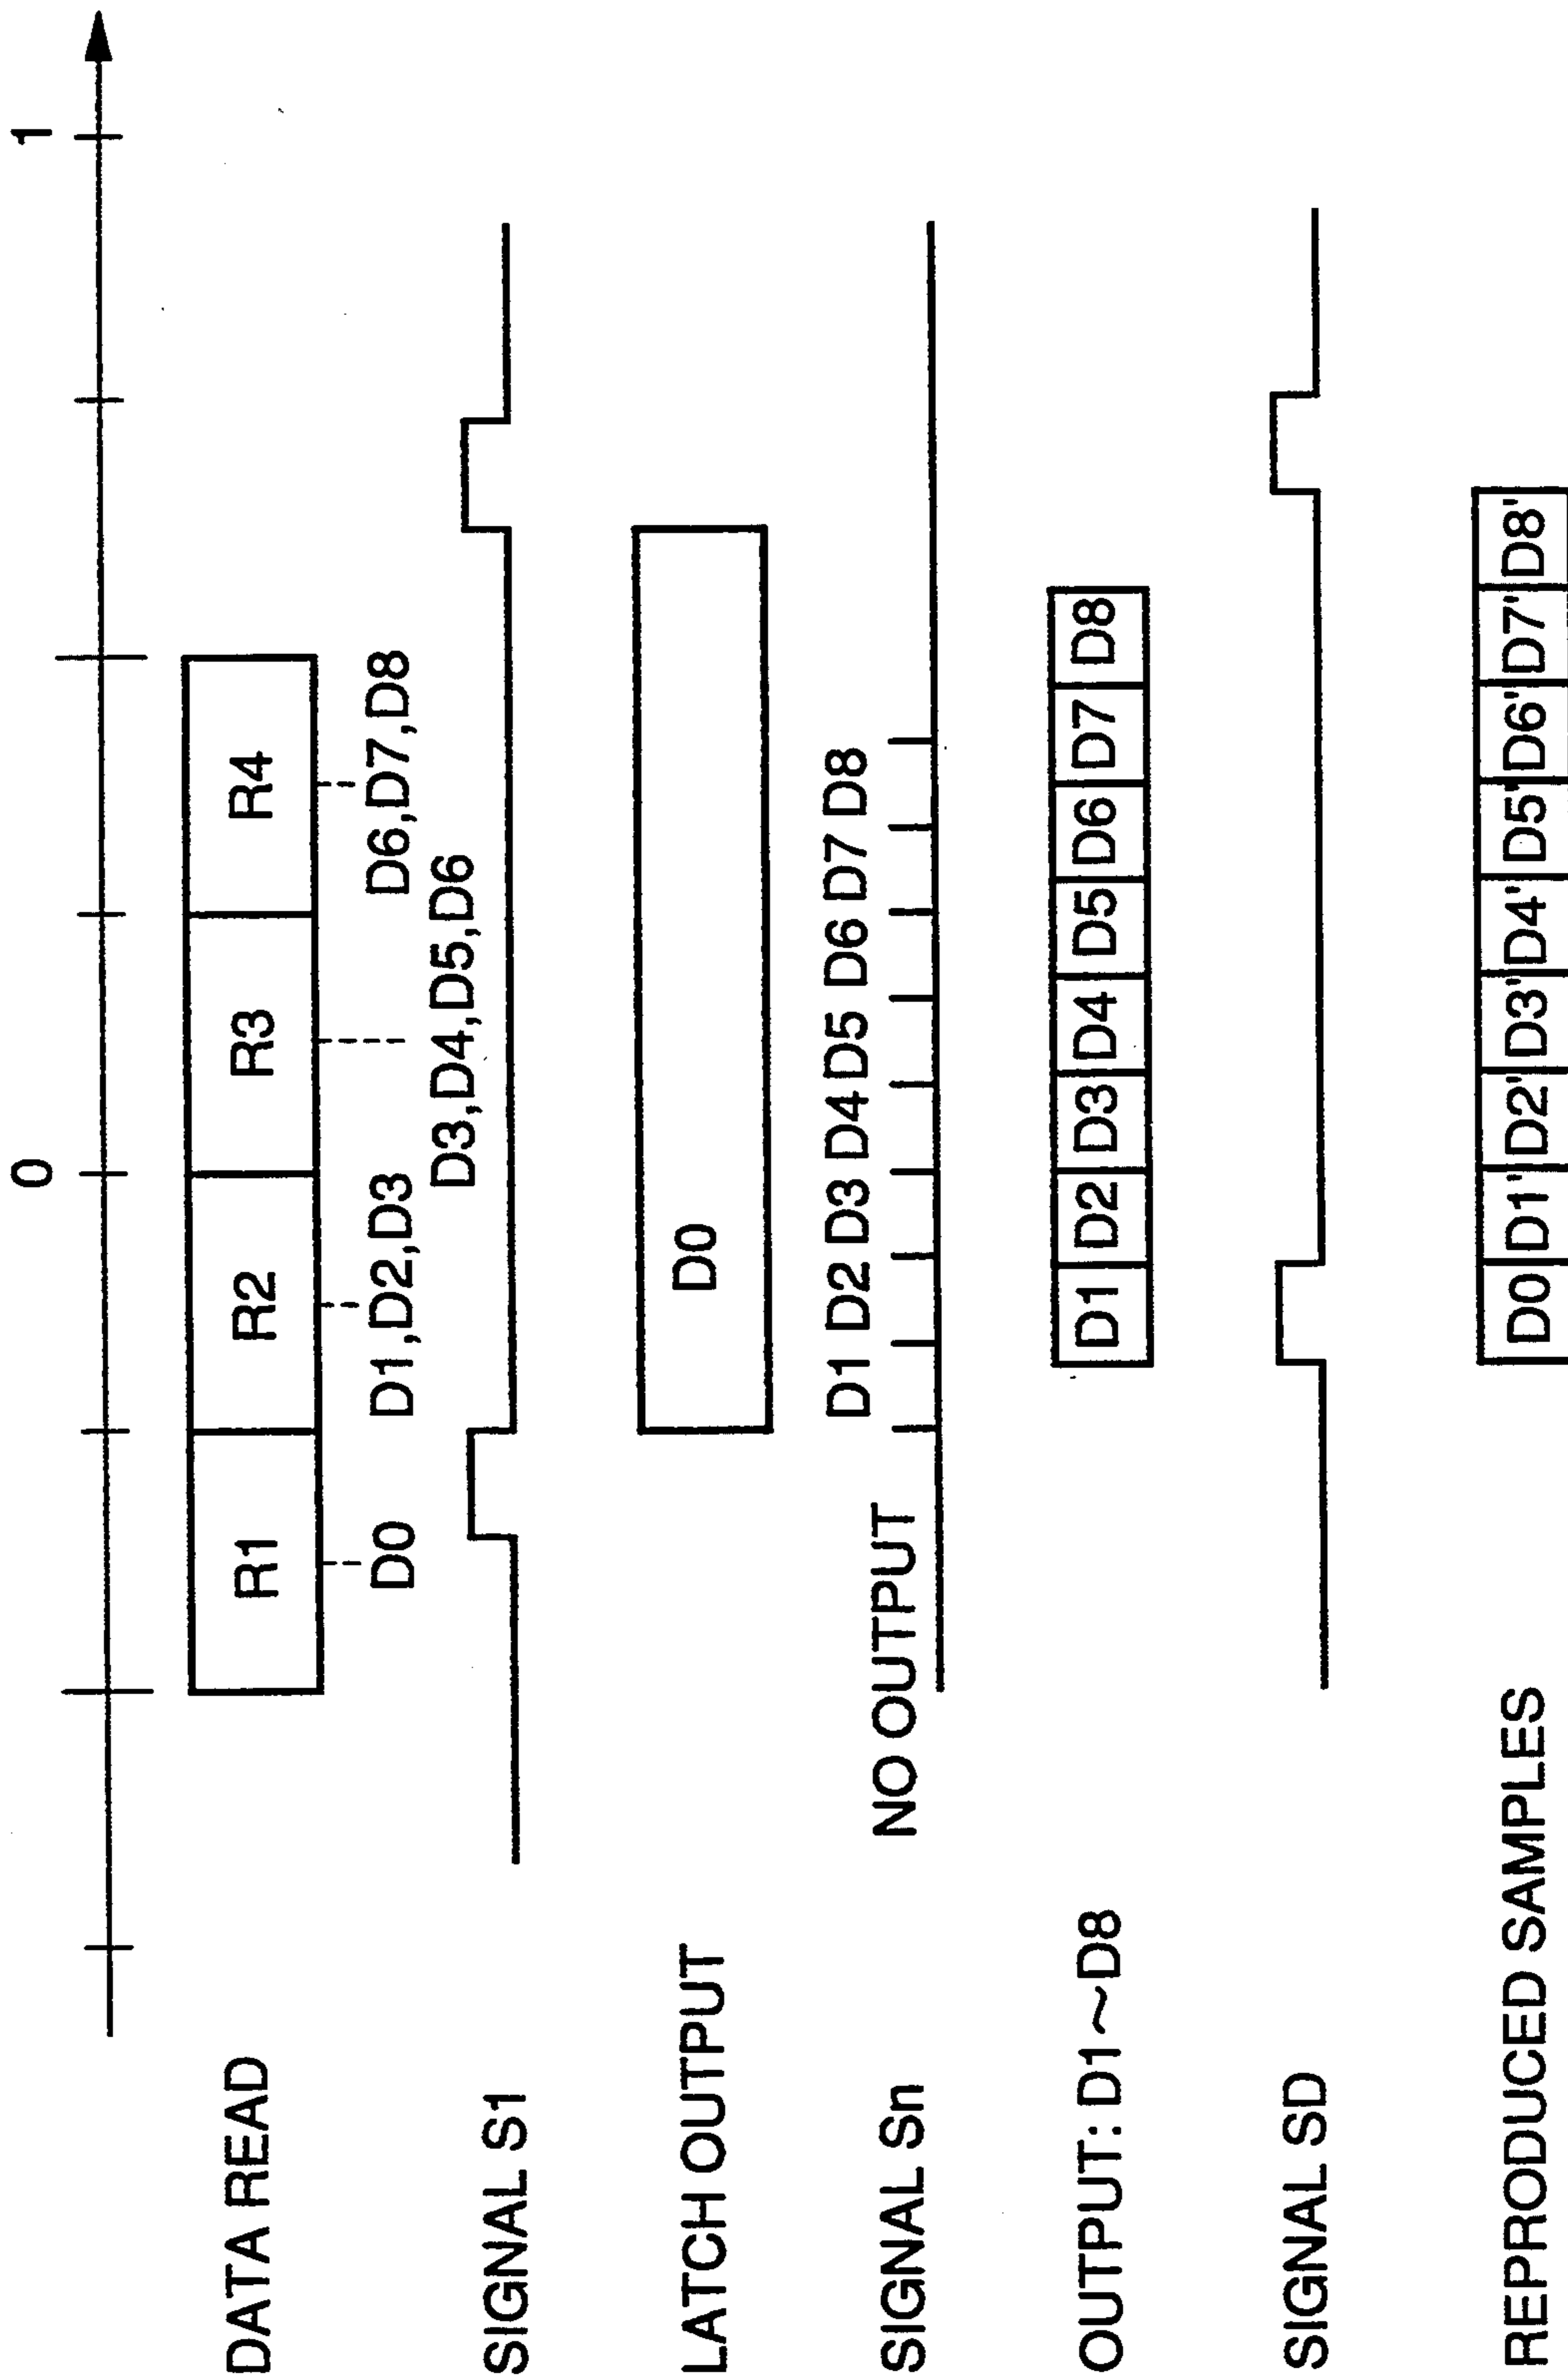 0 1
DATA READ R1 R2 R3 R4
D0 D1,D2,D3 D6,D7,D8
D3,D4,D5,D6
SIGNAL S1
LATCH OUTPUT D0
D1 D2 D3 D4 D5 D6 D7 D8
SIGNAL Sn NO OUTPUT
OUTPUT: D1~D8 D1 D2 D3 D4 D5 D6 D7 D8
SIGNAL SD
REPRODUCED SAMPLES D0 D1' D2' D3' D4' D5' D6' D7' D8'